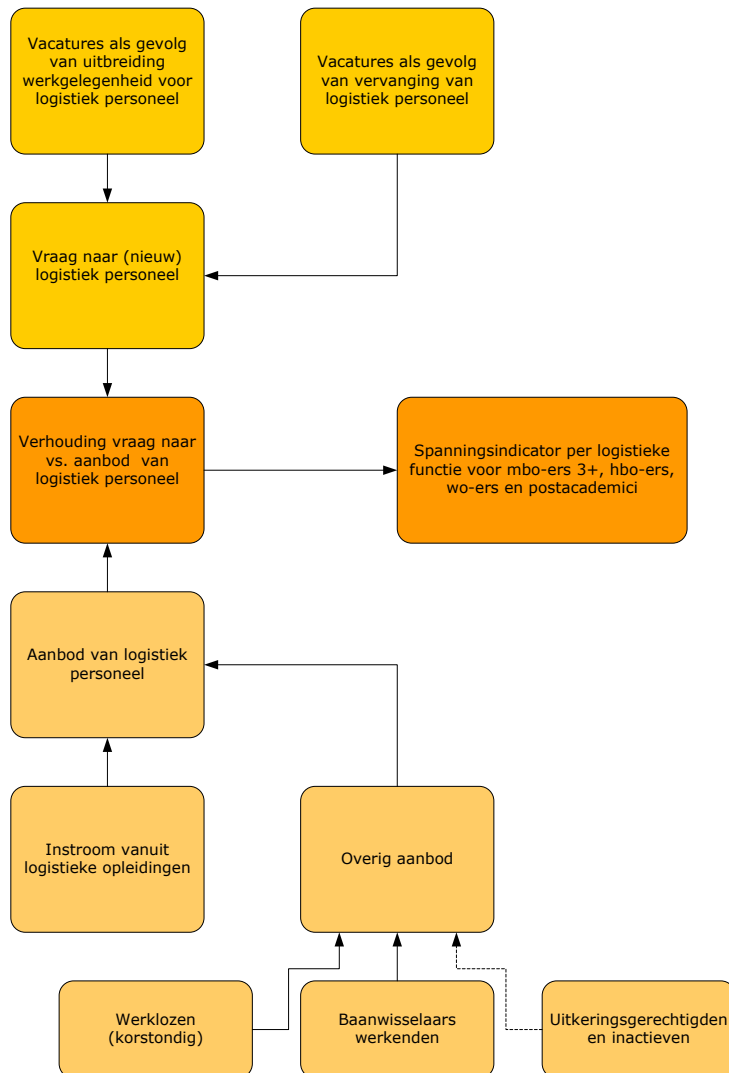 Vacatures als gevolg
van uitbreiding
werkgelegenheid voor
logistiek personeel
Vacatures als gevolg
van vervanging van
logistiek personeel
Vraag naar (nieuw)
logistiek personeel
Verhouding vraag naar
vs. aanbod van
logistiek personeel
Spanningsindicator per logistieke
functie voor mbo-ers 3+, hbo-ers,
wo-ers en postacademici
Aanbod van logistiek
personeel
Instroom vanuit
logistieke opleidingen
Overig aanbod
Werklozen
(korstondig)
Baanwisselaars
werkenden
Uitkeringsgerechtigden
en inactieven